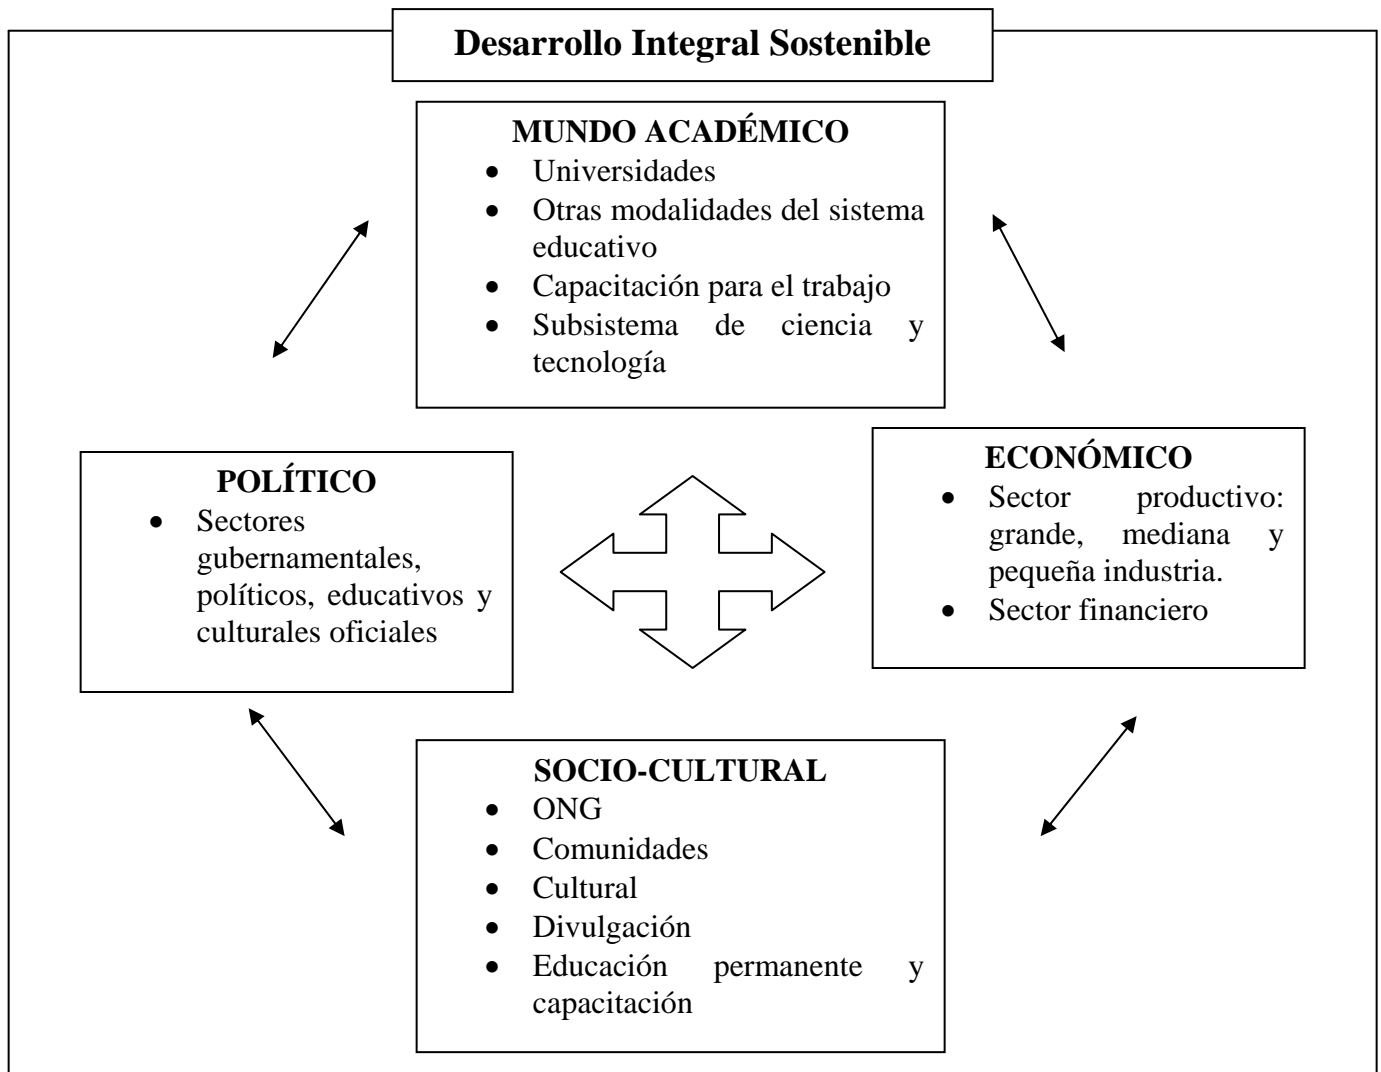 Desarrollo Integral Sostenible
MUNDO ACADÉMICO
• Universidades
• Otras modalidades del sistema
educativo
• Capacitación para el trabajo
• Subsistema de ciencia y
tecnología
POLÍTICO
• Sectores
gubernamentales,
políticos, educativos y
culturales oficiales
ECONÓMICO
• Sector productivo:
grande, mediana y
pequeña industria.
• Sector financiero
SOCIO-CULTURAL
• ONG
• Comunidades
• Cultural
• Divulgación
• Educación permanente y
capacitación